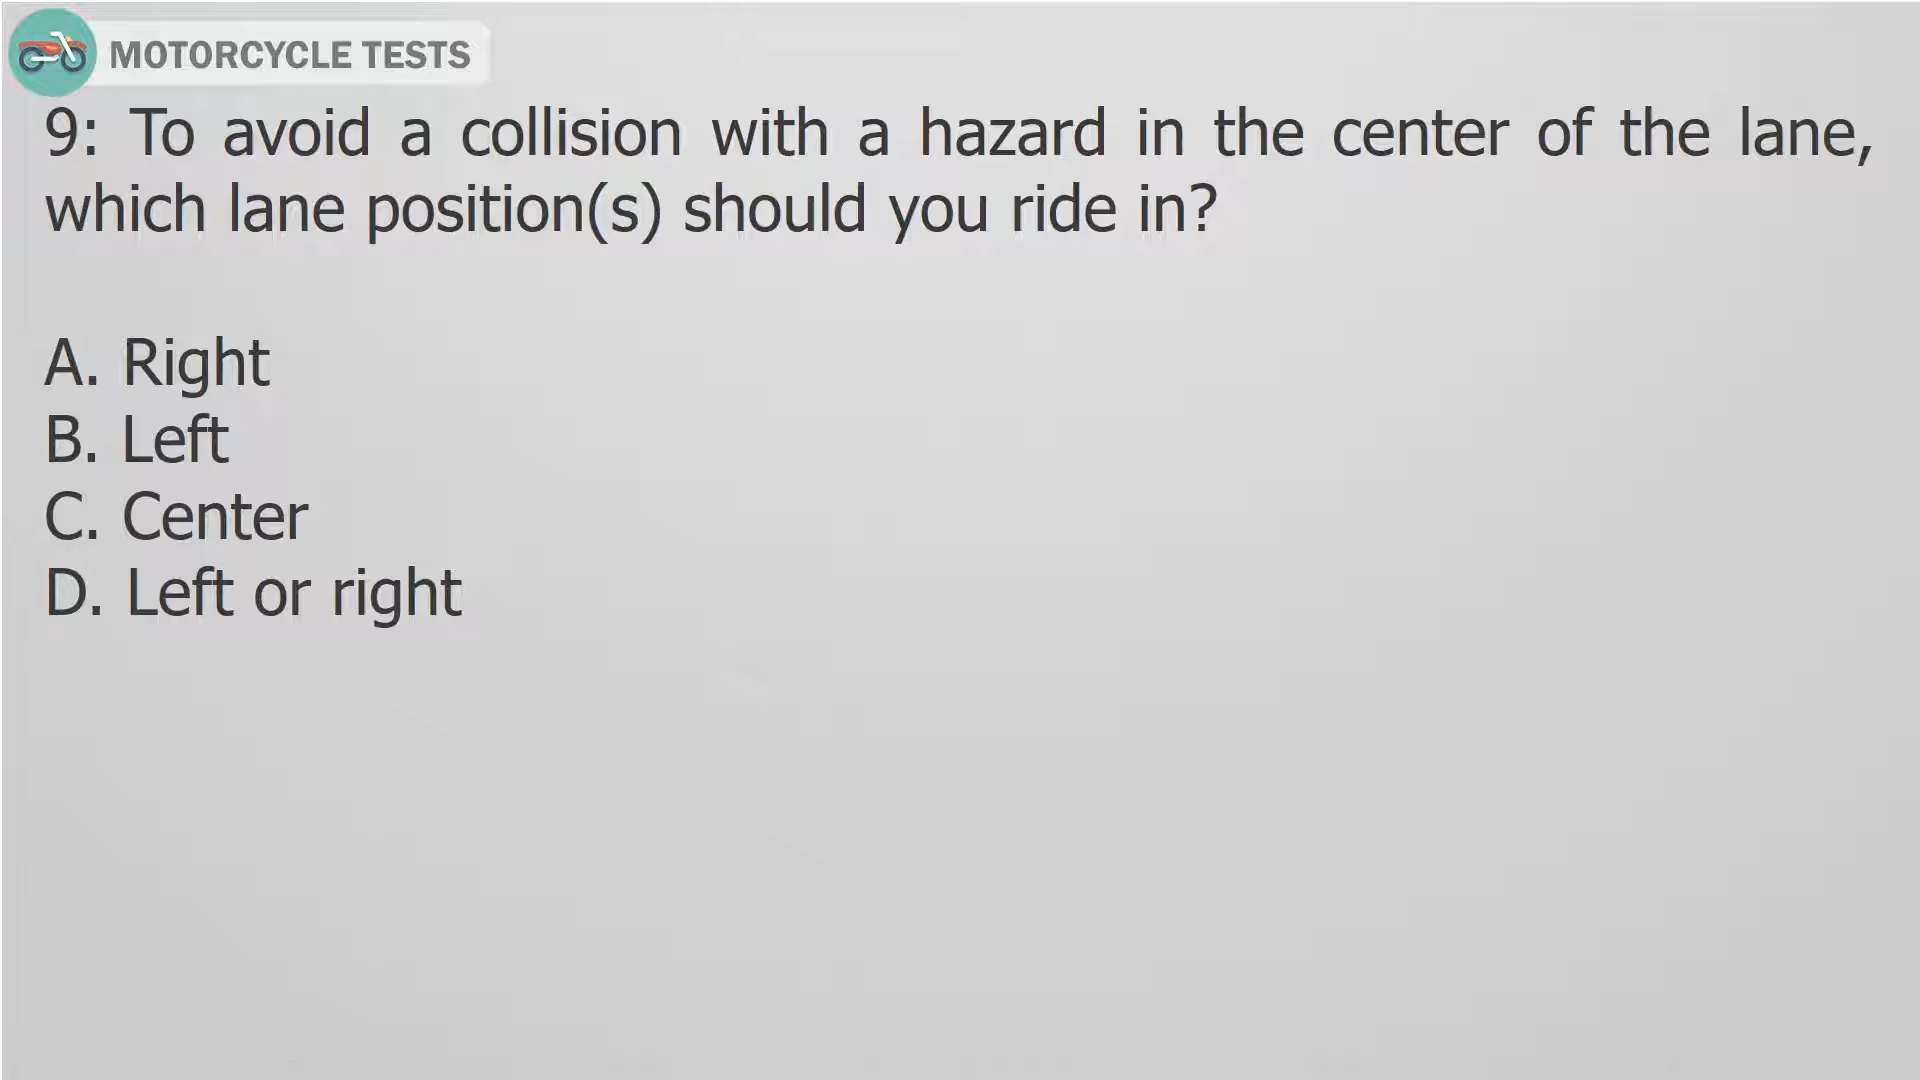 MOTORCYCLE TESTS
9: To avoid a collision with a hazard in the center of the lane,
which lane position(s) should you ride in?
A. Right
B. Left
C. Center
D. Left or right